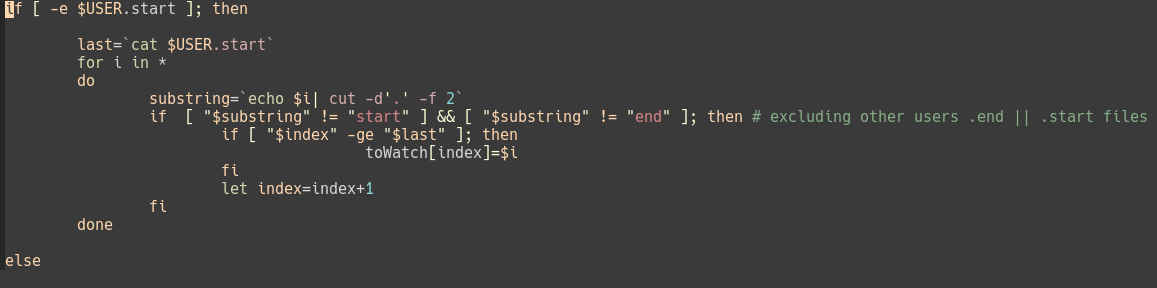 if [ -e $USER.start ]; then
last=`cat $USER.start`
for i in *
do
substring=`echo $i| cut -d'.' -f 2`
if  [ "$substring" != "start" ] && [ "$substring" != "end" ]; then # excluding other users .end || .start files
if [ "$index" -ge "$last" ]; then
toWatch[index]=$i
fi
let index=index+1
fi
done
else